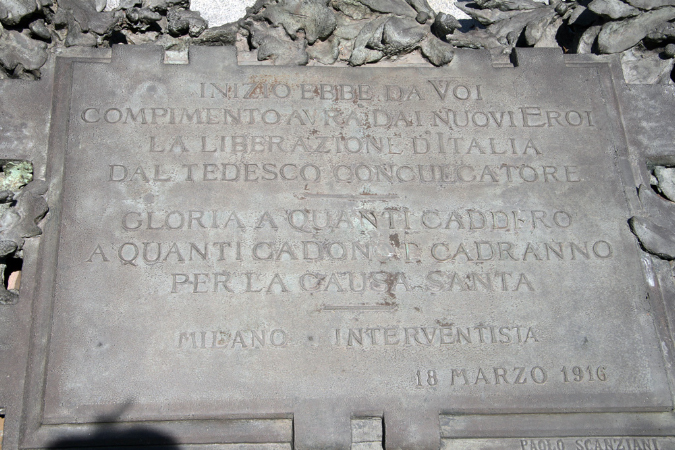 INIZIO EBBE DA VOI
COMPIMENTO AVRA DAI NUOVI EROI
LA LIBERAZIONE D'ITALIA
DAL TEDESCO CONCULCATORE
GLORIA A QUANTI CADDERO
A QUANTI CADONO E CADRANNO
PER LA CAUSA SANTA
MILANO INTERVENTISTA
18 MARZO 1916
PAOLO SCANZIANI